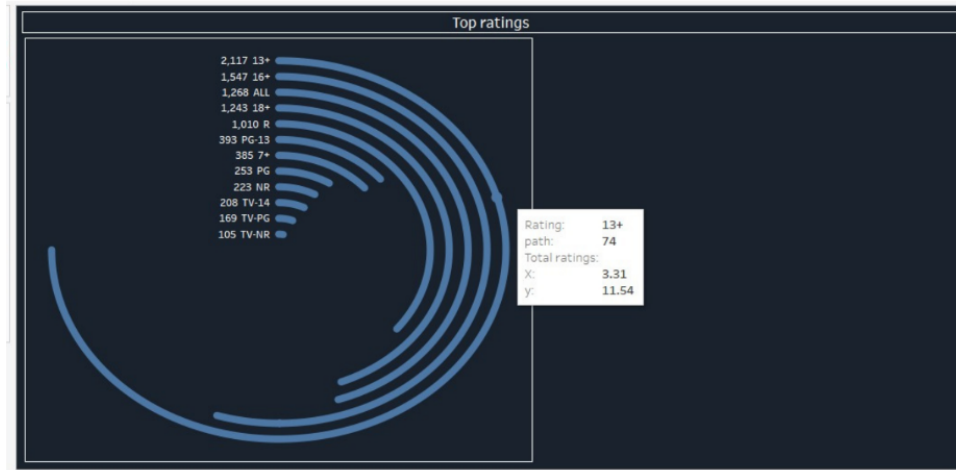 Top ratings
2,117 13+
1,547 16+
1,268 ALL
1,243 18+
1,010 R
393 PG-13
385 7+
253 PG
223 NR
208 TV-14
169 TV-PG
105 TV-NR
Rating: 13+
path: 74
Total ratings:
X: 3.31
y: 11.54